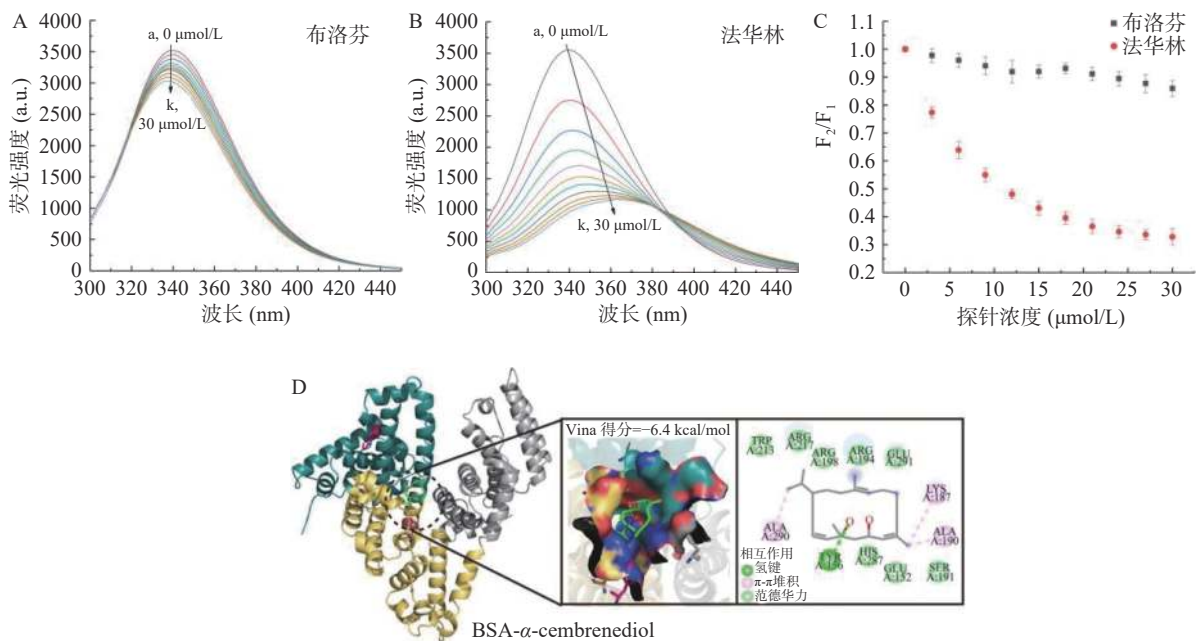 A
布洛芬
a, 0 μmol/L
k,
30 μmol/L
荧光强度 (a.u.)
4000
3500
3000
2500
2000
1500
1000
500
0
300 320 340 360 380 400 420 440
波长 (nm)
B
法华林
a, 0 μmol/L
k, 30 μmol/L
荧光强度 (a.u.)
4000
3500
3000
2500
2000
1500
1000
500
0
300 320 340 360 380 400 420 440
波长 (nm)
C
布洛芬
法华林
F2/F1
1.1
1.0
0.9
0.8
0.7
0.6
0.5
0.4
0.3
0.2
0 5 10 15 20 25 30
探针浓度 (μmol/L)
D
BSA-α-cembrenediol
Vina 得分=−6.4 kcal/mol
TRP
A:213
ARG
A:217
ARG
A:198
ARG
A:194
GLU
A:291
LYS
A:187
ALA
A:290
O
O
ALA
A:190
HIS
A:287
GLU
A:152
SER
A:191
相互作用
氢键
π-π堆积
范德华力